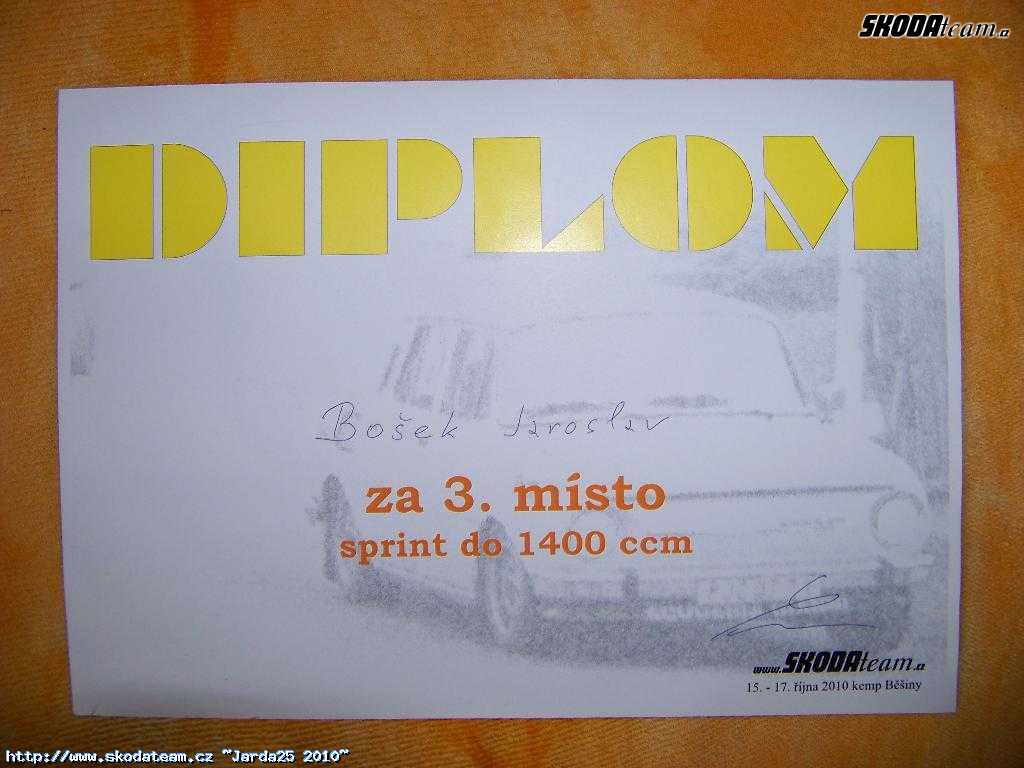 SKODAteam.cz
DIPLOM
Bošek Jaroslav
za 3. místo
sprint do 1400 ccm
www.SKODAteam.cz
15. - 17. října 2010 kemp Běšiny
http://www.skodateam.cz ~Jarda25 2010~